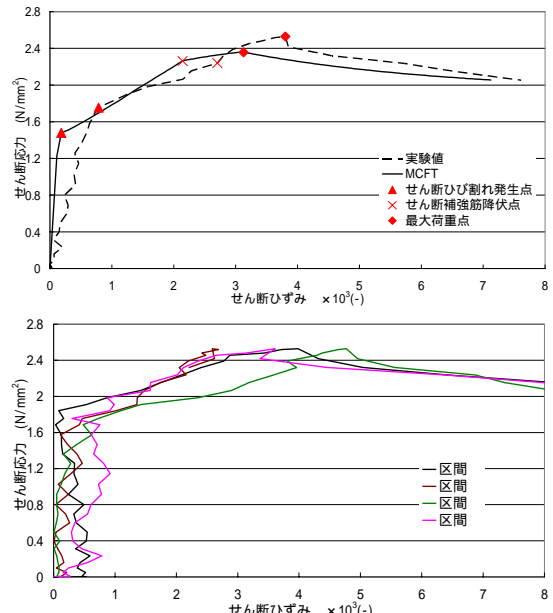 2.8
2.4
2
1.6
1.2
0.8
0.4
0
せん断応力 (N/mm²)
実験値
MCFT
せん断ひび割れ発生点
せん断補強筋降伏点
最大荷重点
0 1 2 3 4 5 6 7 8
せん断ひずみ ×10³(-)
2.8
2.4
2
1.6
1.2
0.8
0.4
0
せん断応力 (N/mm²)
区間
区間
区間
区間
0 1 2 3 4 5 6 7 8
せん断ひずみ ×10³(-)